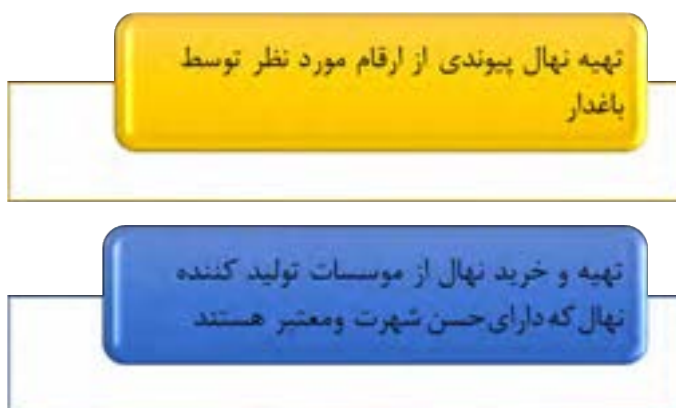 تهیه نهال پیوندی از ارقام مورد نظر توسط
باغدار
تهیه و خرید نهال از موسسات تولید کننده
نهال که دارای حسن شهرت ومعتبر هستند